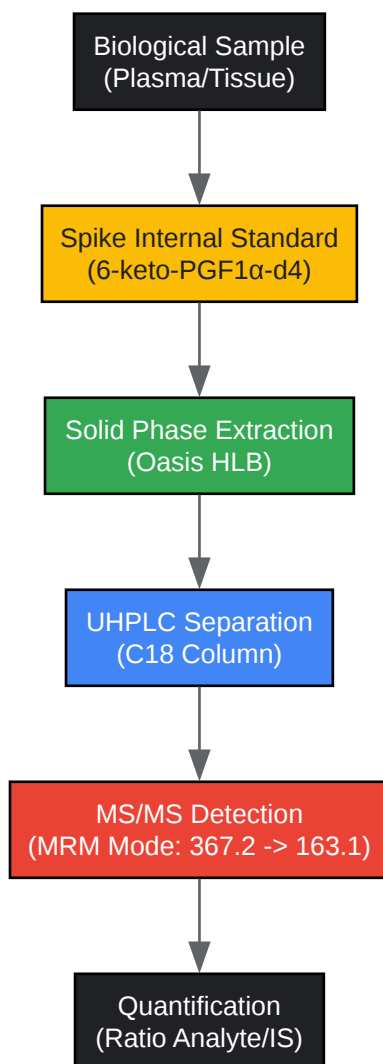 Biological Sample
(Plasma/Tissue)
Spike Internal Standard
(6-keto-PGF1α-d4)
Solid Phase Extraction
(Oasis HLB)
UHPLC Separation
(C18 Column)
MS/MS Detection
(MRM Mode: 367.2 -> 163.1)
Quantification
(Ratio Analyte/IS)